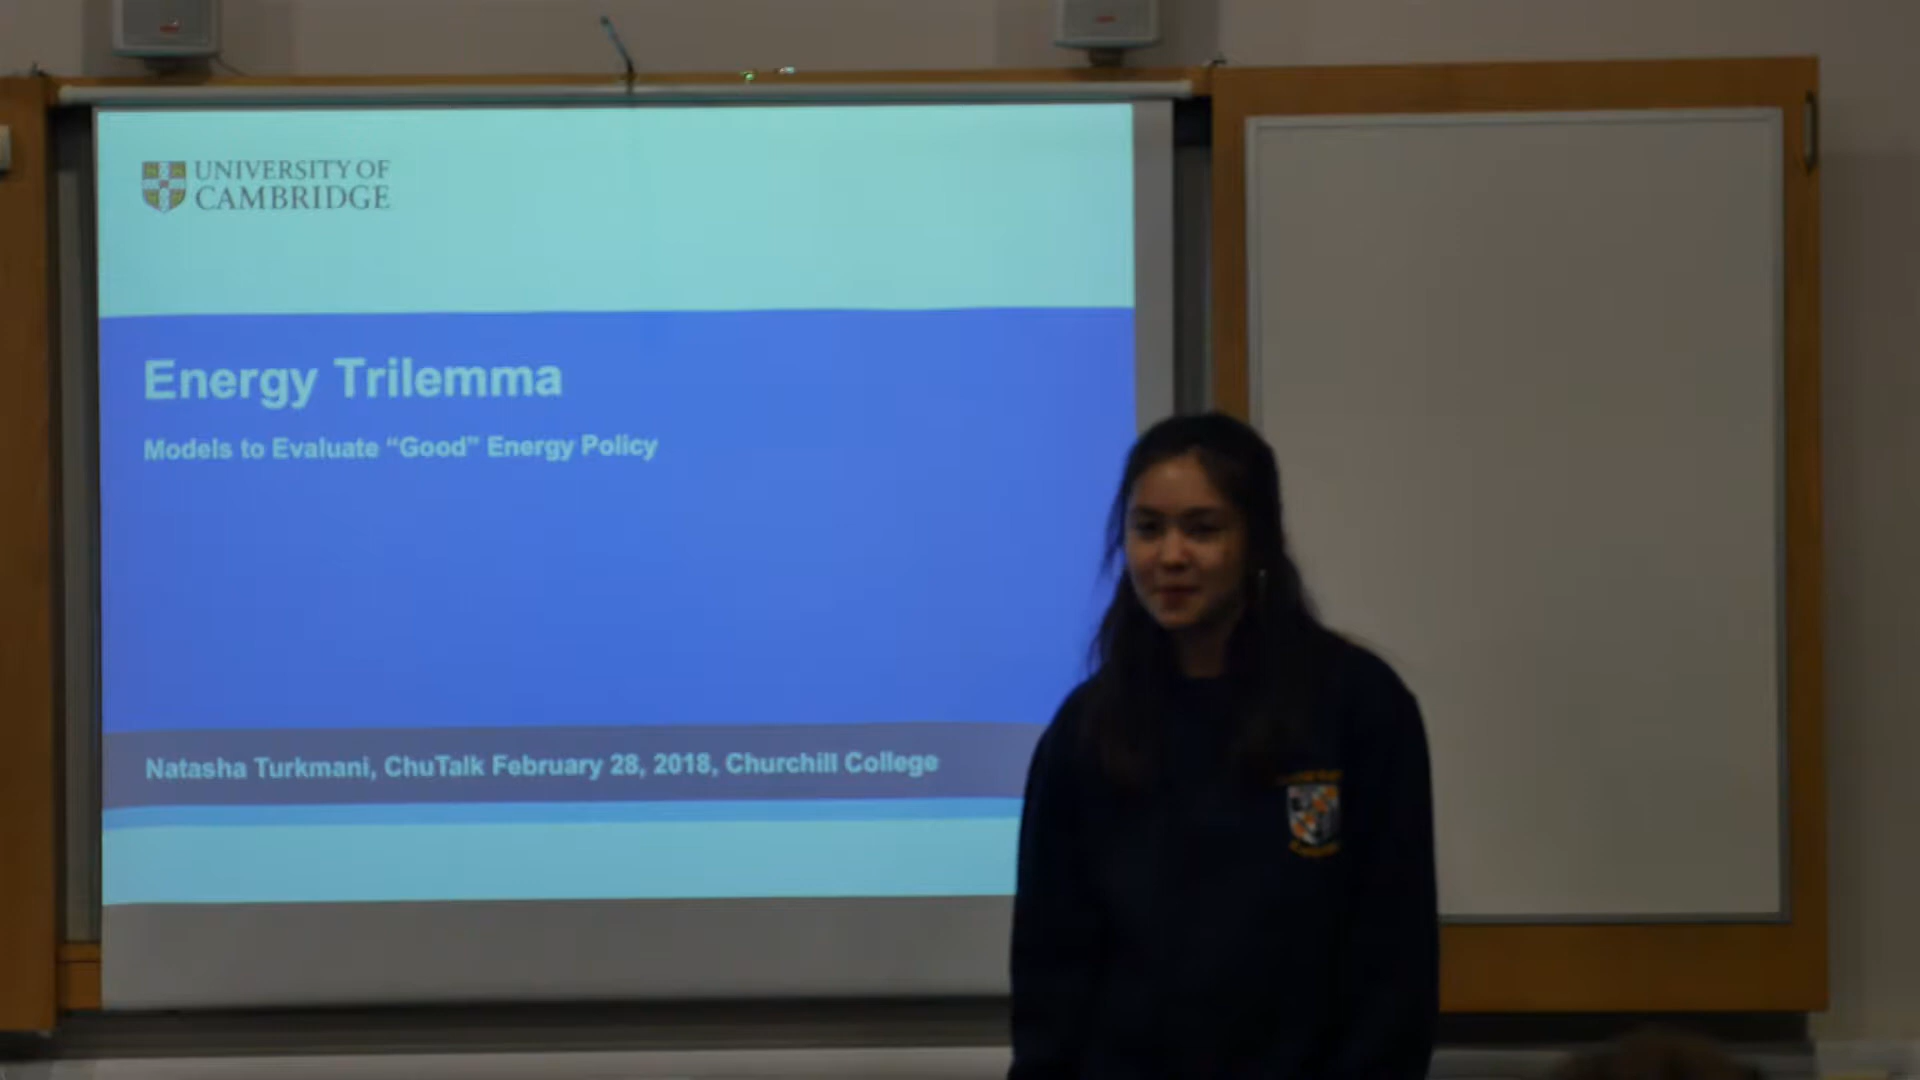 UNIVERSITY OF
CAMBRIDGE
Energy Trilemma
Models to Evaluate “Good” Energy Policy
Natasha Turkmani, ChuTalk February 28, 2018, Churchill College